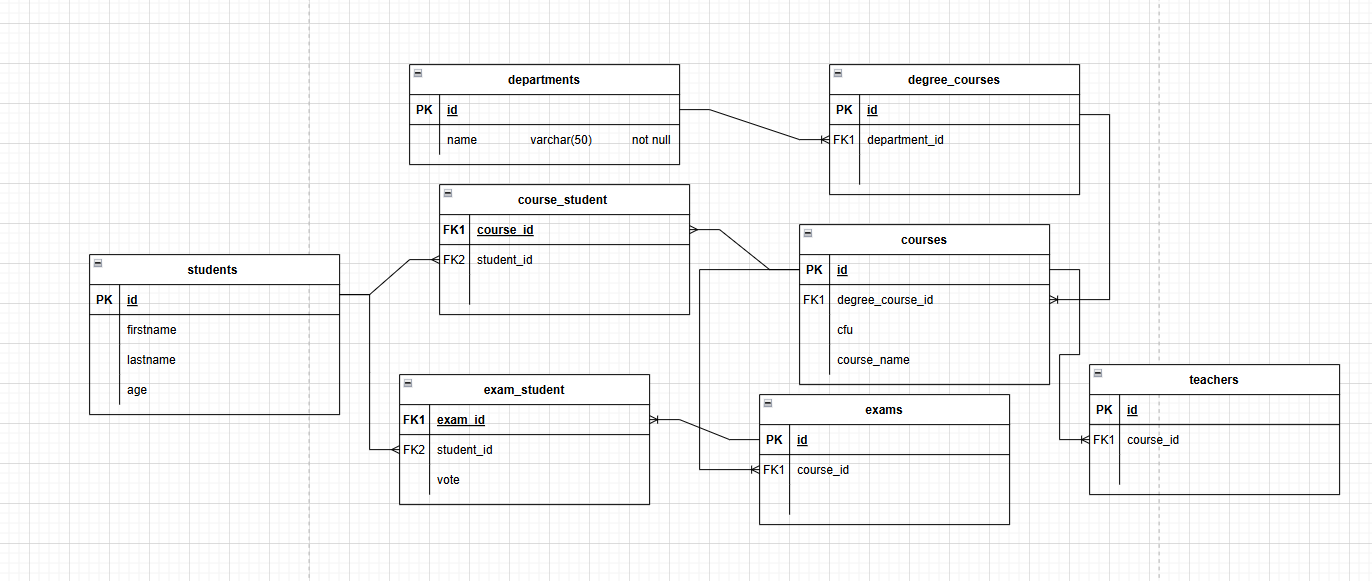 departments
PK id
name varchar(50) not null
degree_courses
PK id
FK1 department_id
course_student
FK1 course_id
FK2 student_id
courses
PK id
FK1 degree_course_id
cfu
course_name
students
PK id
firstname
lastname
age
exam_student
FK1 exam_id
FK2 student_id
vote
exams
PK id
FK1 course_id
teachers
PK id
FK1 course_id